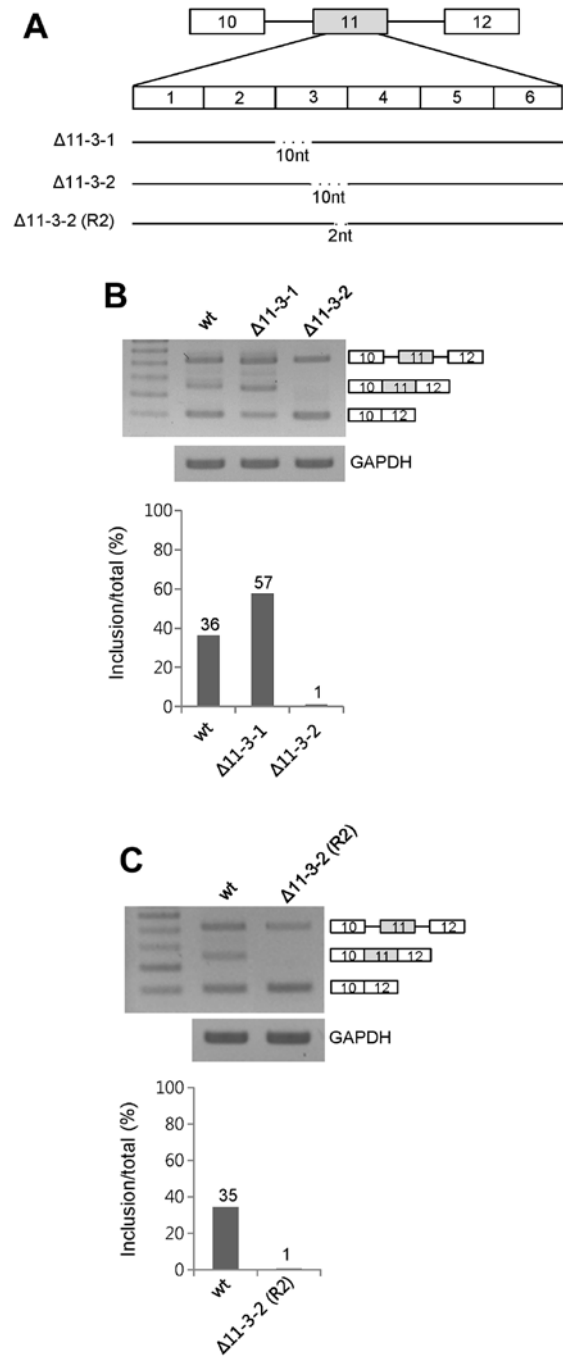 A
10 11 12
1 2 3 4 5 6
Δ11-3-1
10nt
Δ11-3-2
10nt
Δ11-3-2 (R2)
2nt
B
wt Δ11-3-1 Δ11-3-2
10 11 12
10 11 12
10 12
GAPDH
Inclusion/total (%)
100
80
60
40
20
0
36 57 1
wt Δ11-3-1 Δ11-3-2
C
wt Δ11-3-2 (R2)
10 11 12
10 11 12
10 12
GAPDH
Inclusion/total (%)
100
80
60
40
20
0
35 1
wt Δ11-3-2 (R2)